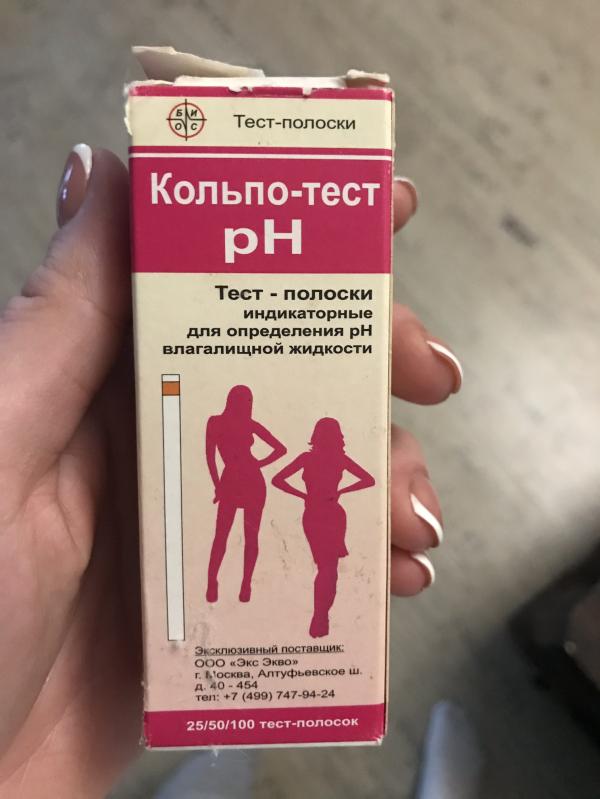 БИОС
Тест-полоски
Кольпо-тест
pH
Тест - полоски
индикаторные
для определения pH
влагалищной жидкости
Эксклюзивный поставщик:
ООО «Экс Экво»
г. Москва, Алтуфьевское ш.
д. 40 - 454
тел: +7 (499) 747-94-24
25/50/100 тест-полосок